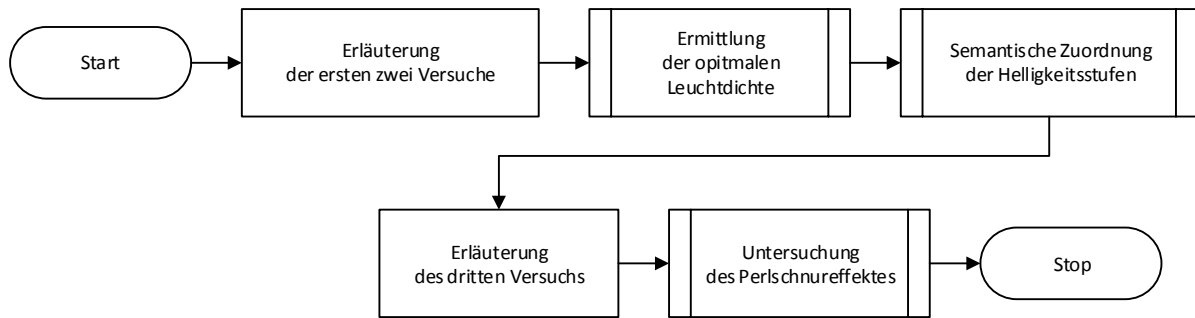 Start
Erläuterung
der ersten zwei Versuche
Ermittlung
der opitmalen
Leuchtdichte
Semantische Zuordnung
der Helligkeitsstufen
Erläuterung
des dritten Versuchs
Untersuchung
des Perlschnureffektes
Stop